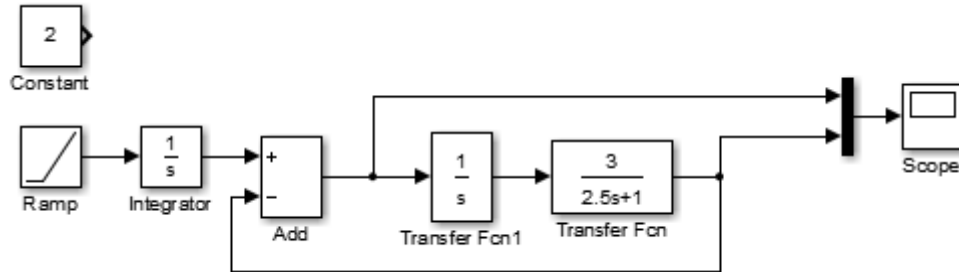 2
Constant
Ramp
1
s
Integrator
+
−
Add
1
s
Transfer Fcn1
3
2.5s+1
Transfer Fcn
Scope